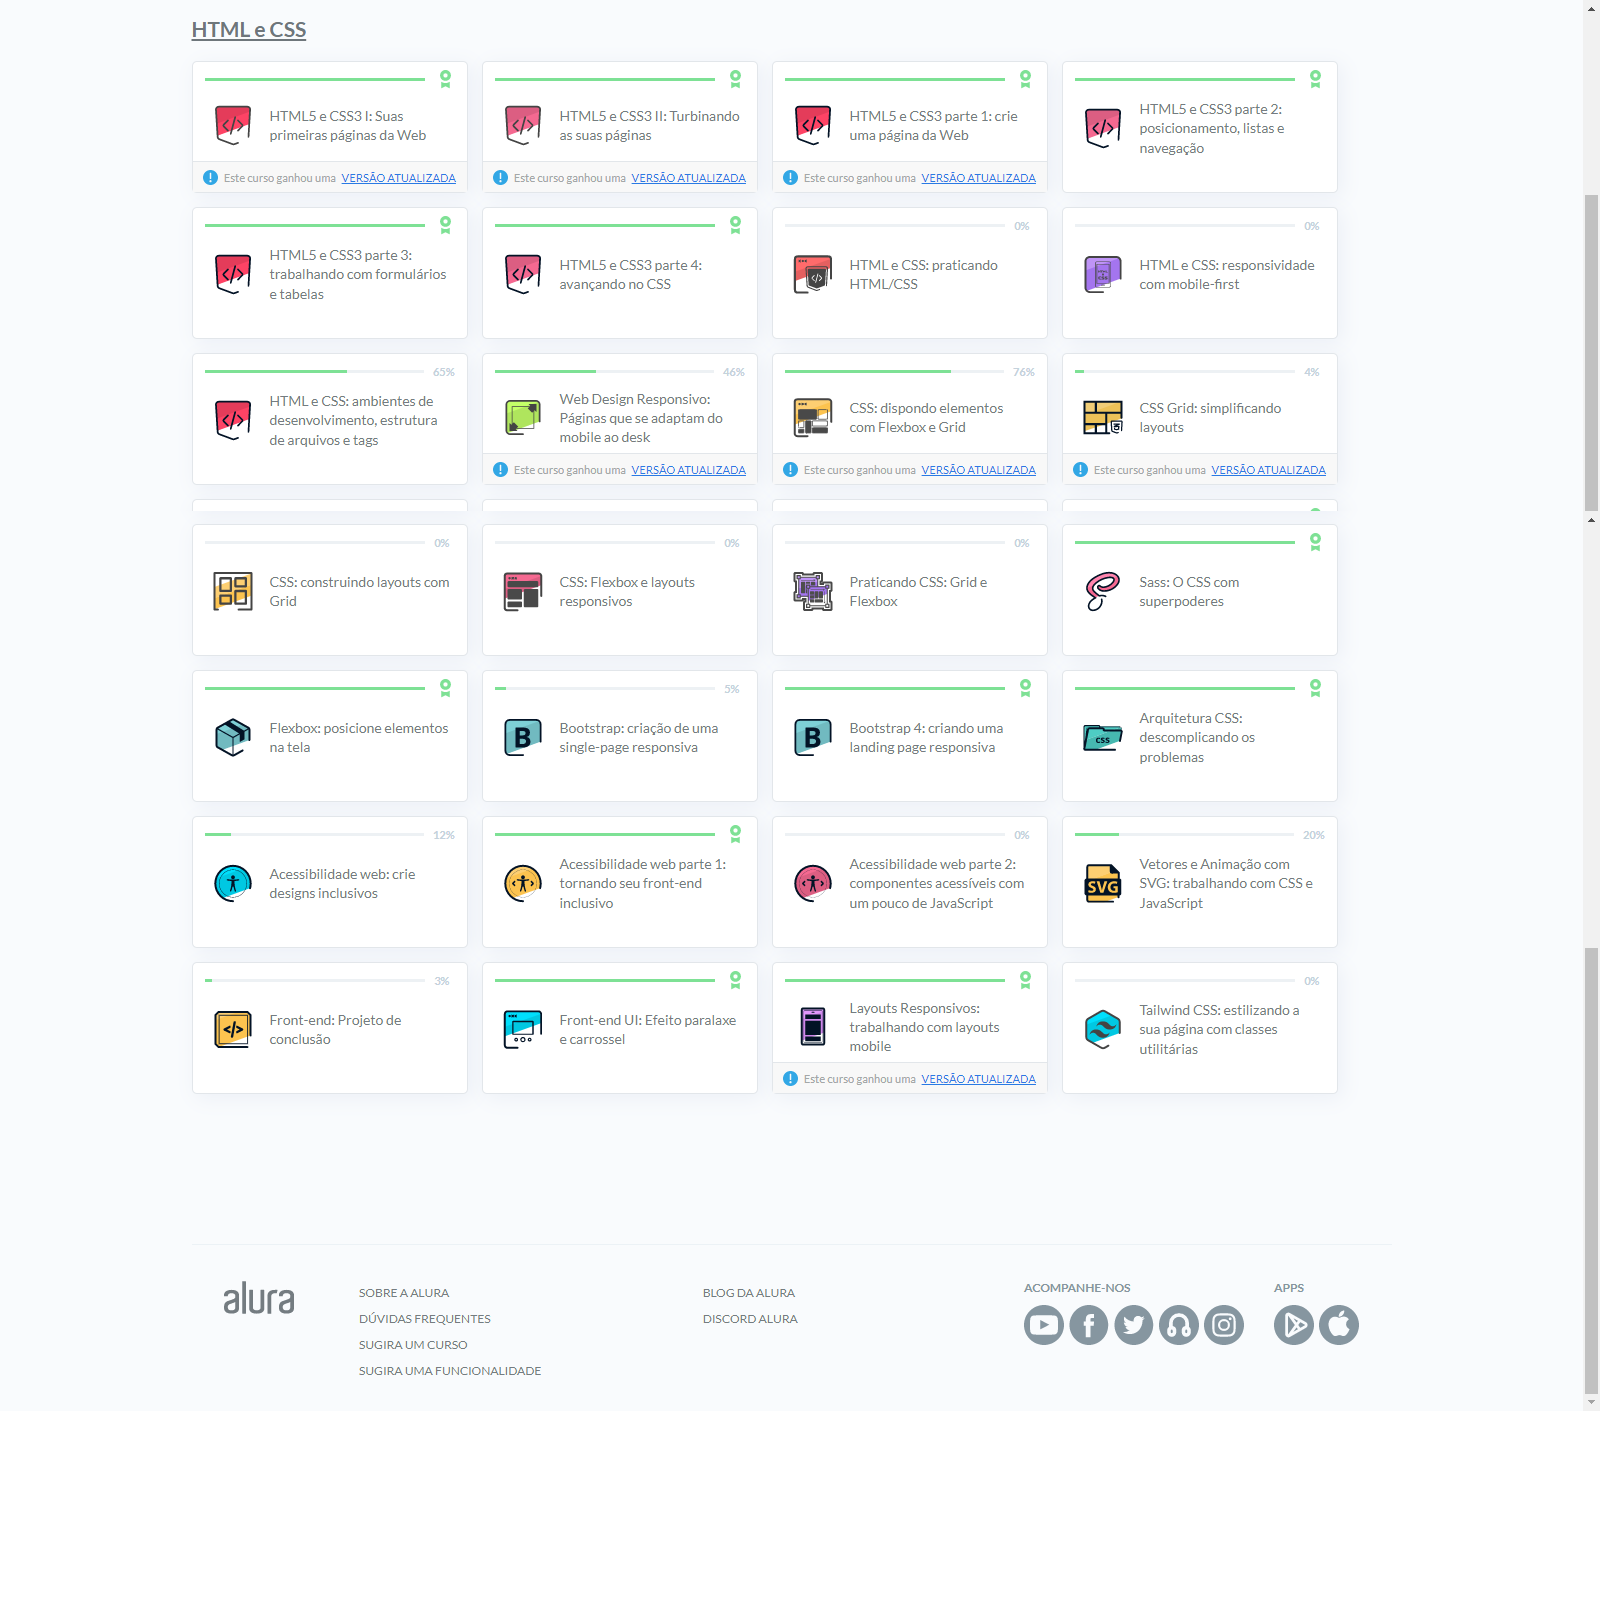 HTML e CSS
HTML5 e CSS3 I: Suas
primeiras páginas da Web
Este curso ganhou uma VERSÃO ATUALIZADA
HTML5 e CSS3 II: Turbinando
as suas páginas
Este curso ganhou uma VERSÃO ATUALIZADA
HTML5 e CSS3 parte 1: crie
uma página da Web
Este curso ganhou uma VERSÃO ATUALIZADA
HTML5 e CSS3 parte 2:
posicionamento, listas e
navegação
HTML5 e CSS3 parte 3:
trabalhando com formulários
e tabelas
HTML5 e CSS3 parte 4:
avançando no CSS
0%
HTML e CSS: praticando
HTML/CSS
0%
HTML e CSS: responsividade
com mobile-first
65%
HTML e CSS: ambientes de
desenvolvimento, estrutura
de arquivos e tags
46%
Web Design Responsivo:
Páginas que se adaptam do
mobile ao desk
Este curso ganhou uma VERSÃO ATUALIZADA
76%
CSS: dispondo elementos
com Flexbox e Grid
Este curso ganhou uma VERSÃO ATUALIZADA
4%
CSS Grid: simplificando
layouts
Este curso ganhou uma VERSÃO ATUALIZADA
0%
CSS: construindo layouts com
Grid
0%
CSS: Flexbox e layouts
responsivos
0%
Praticando CSS: Grid e
Flexbox
Sass: O CSS com
superpoderes
Flexbox: posicione elementos
na tela
5%
B
Bootstrap: criação de uma
single-page responsiva
B
Bootstrap 4: criando uma
landing page responsiva
CSS
Arquitetura CSS:
descomplicando os
problemas
12%
Acessibilidade web: crie
designs inclusivos
Acessibilidade web parte 1:
tornando seu front-end
inclusivo
0%
Acessibilidade web parte 2:
componentes acessíveis com
um pouco de JavaScript
20%
SVG
Vetores e Animação com
SVG: trabalhando com CSS e
JavaScript
3%
Front-end: Projeto de
conclusão
Front-end UI: Efeito paralaxe
e carrossel
Layouts Responsivos:
trabalhando com layouts
mobile
Este curso ganhou uma VERSÃO ATUALIZADA
0%
Tailwind CSS: estilizando a
sua página com classes
utilitárias
alura
SOBRE A ALURA
DÚVIDAS FREQUENTES
SUGIRA UM CURSO
SUGIRA UMA FUNCIONALIDADE
BLOG DA ALURA
DISCORD ALURA
ACOMPANHE-NOS
APPS